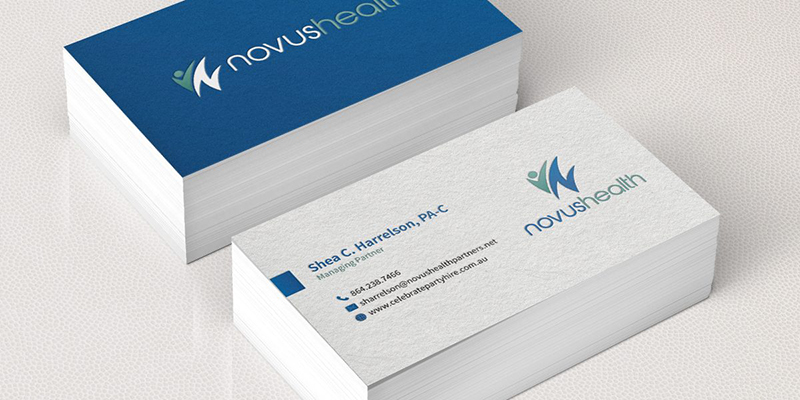 novushealth
novushealth
Shea C. Harrelson, PA-C
Managing Partner
864.238.7466
sharrelson@novushealthpartners.net
www.celebratepartyhire.com.au